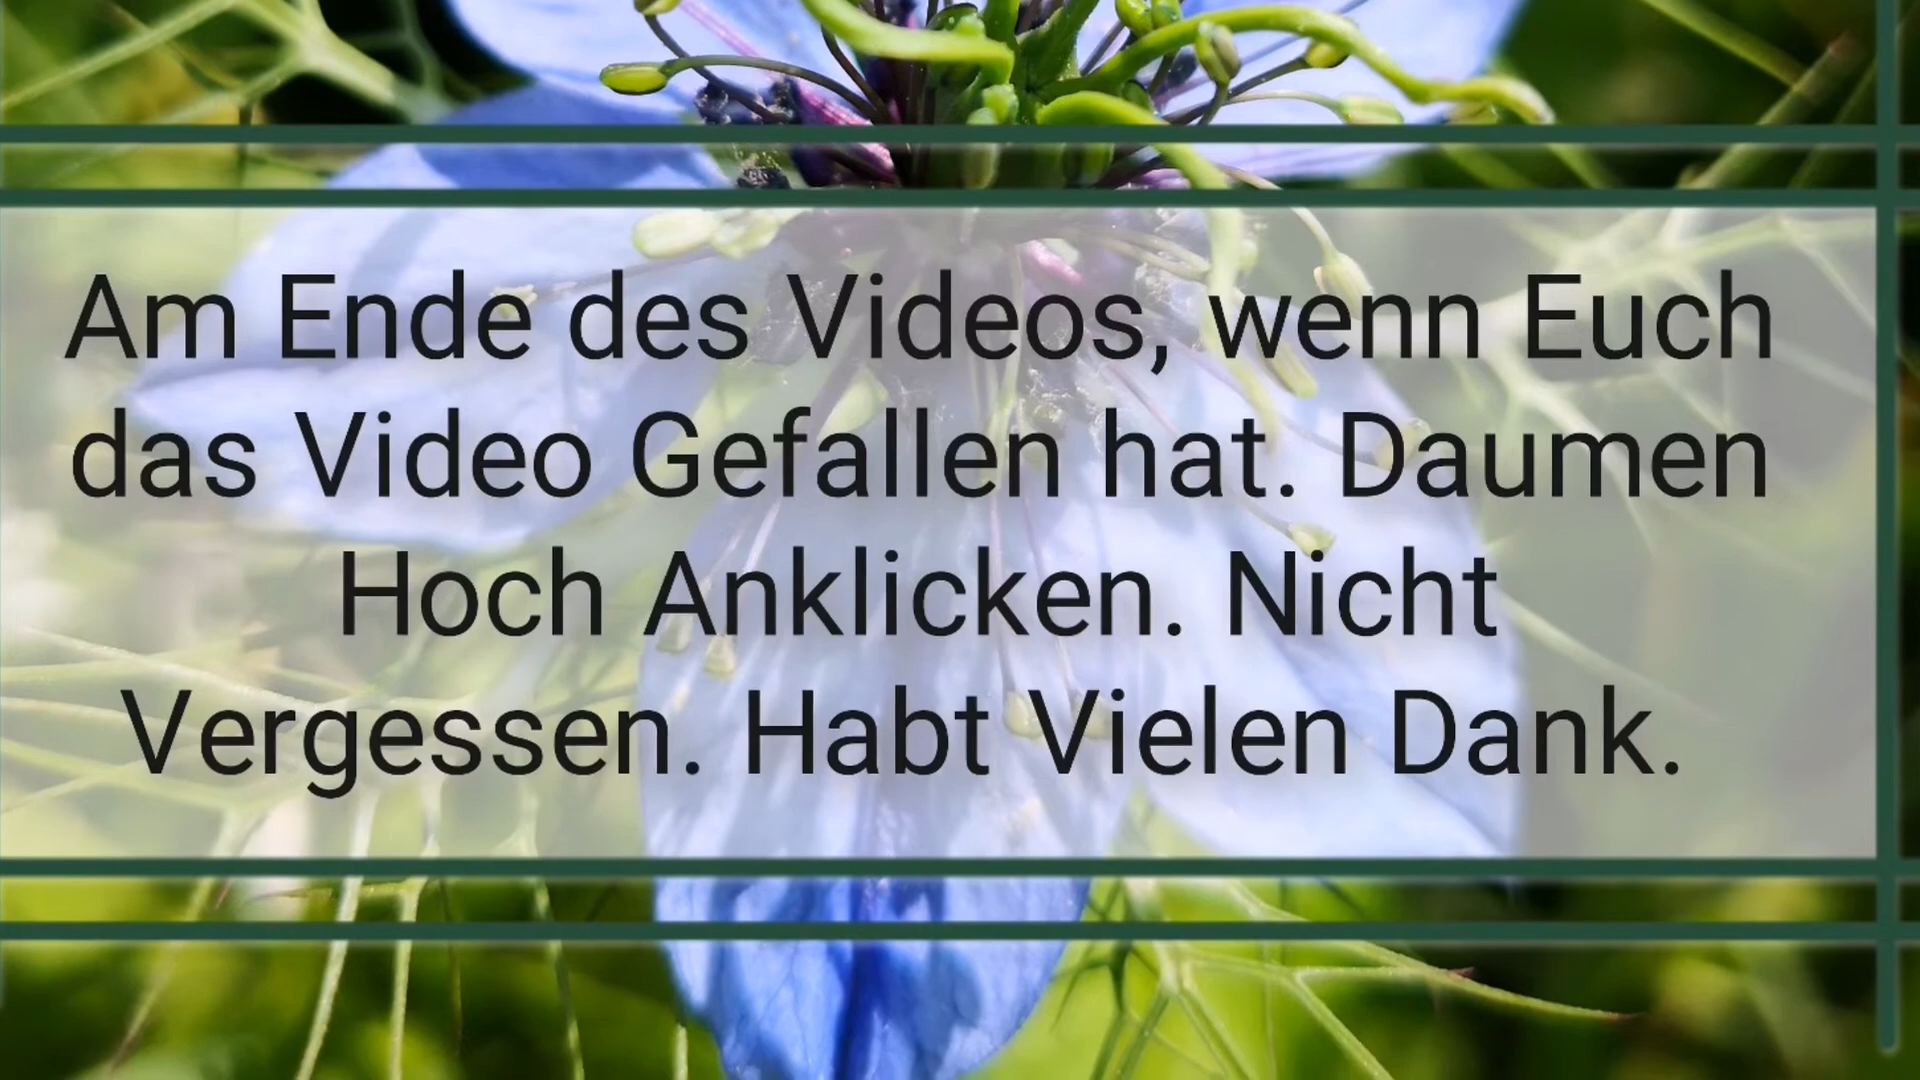 Am Ende des Videos, wenn Euch
das Video Gefallen hat. Daumen
Hoch Anklicken. Nicht
Vergessen. Habt Vielen Dank.